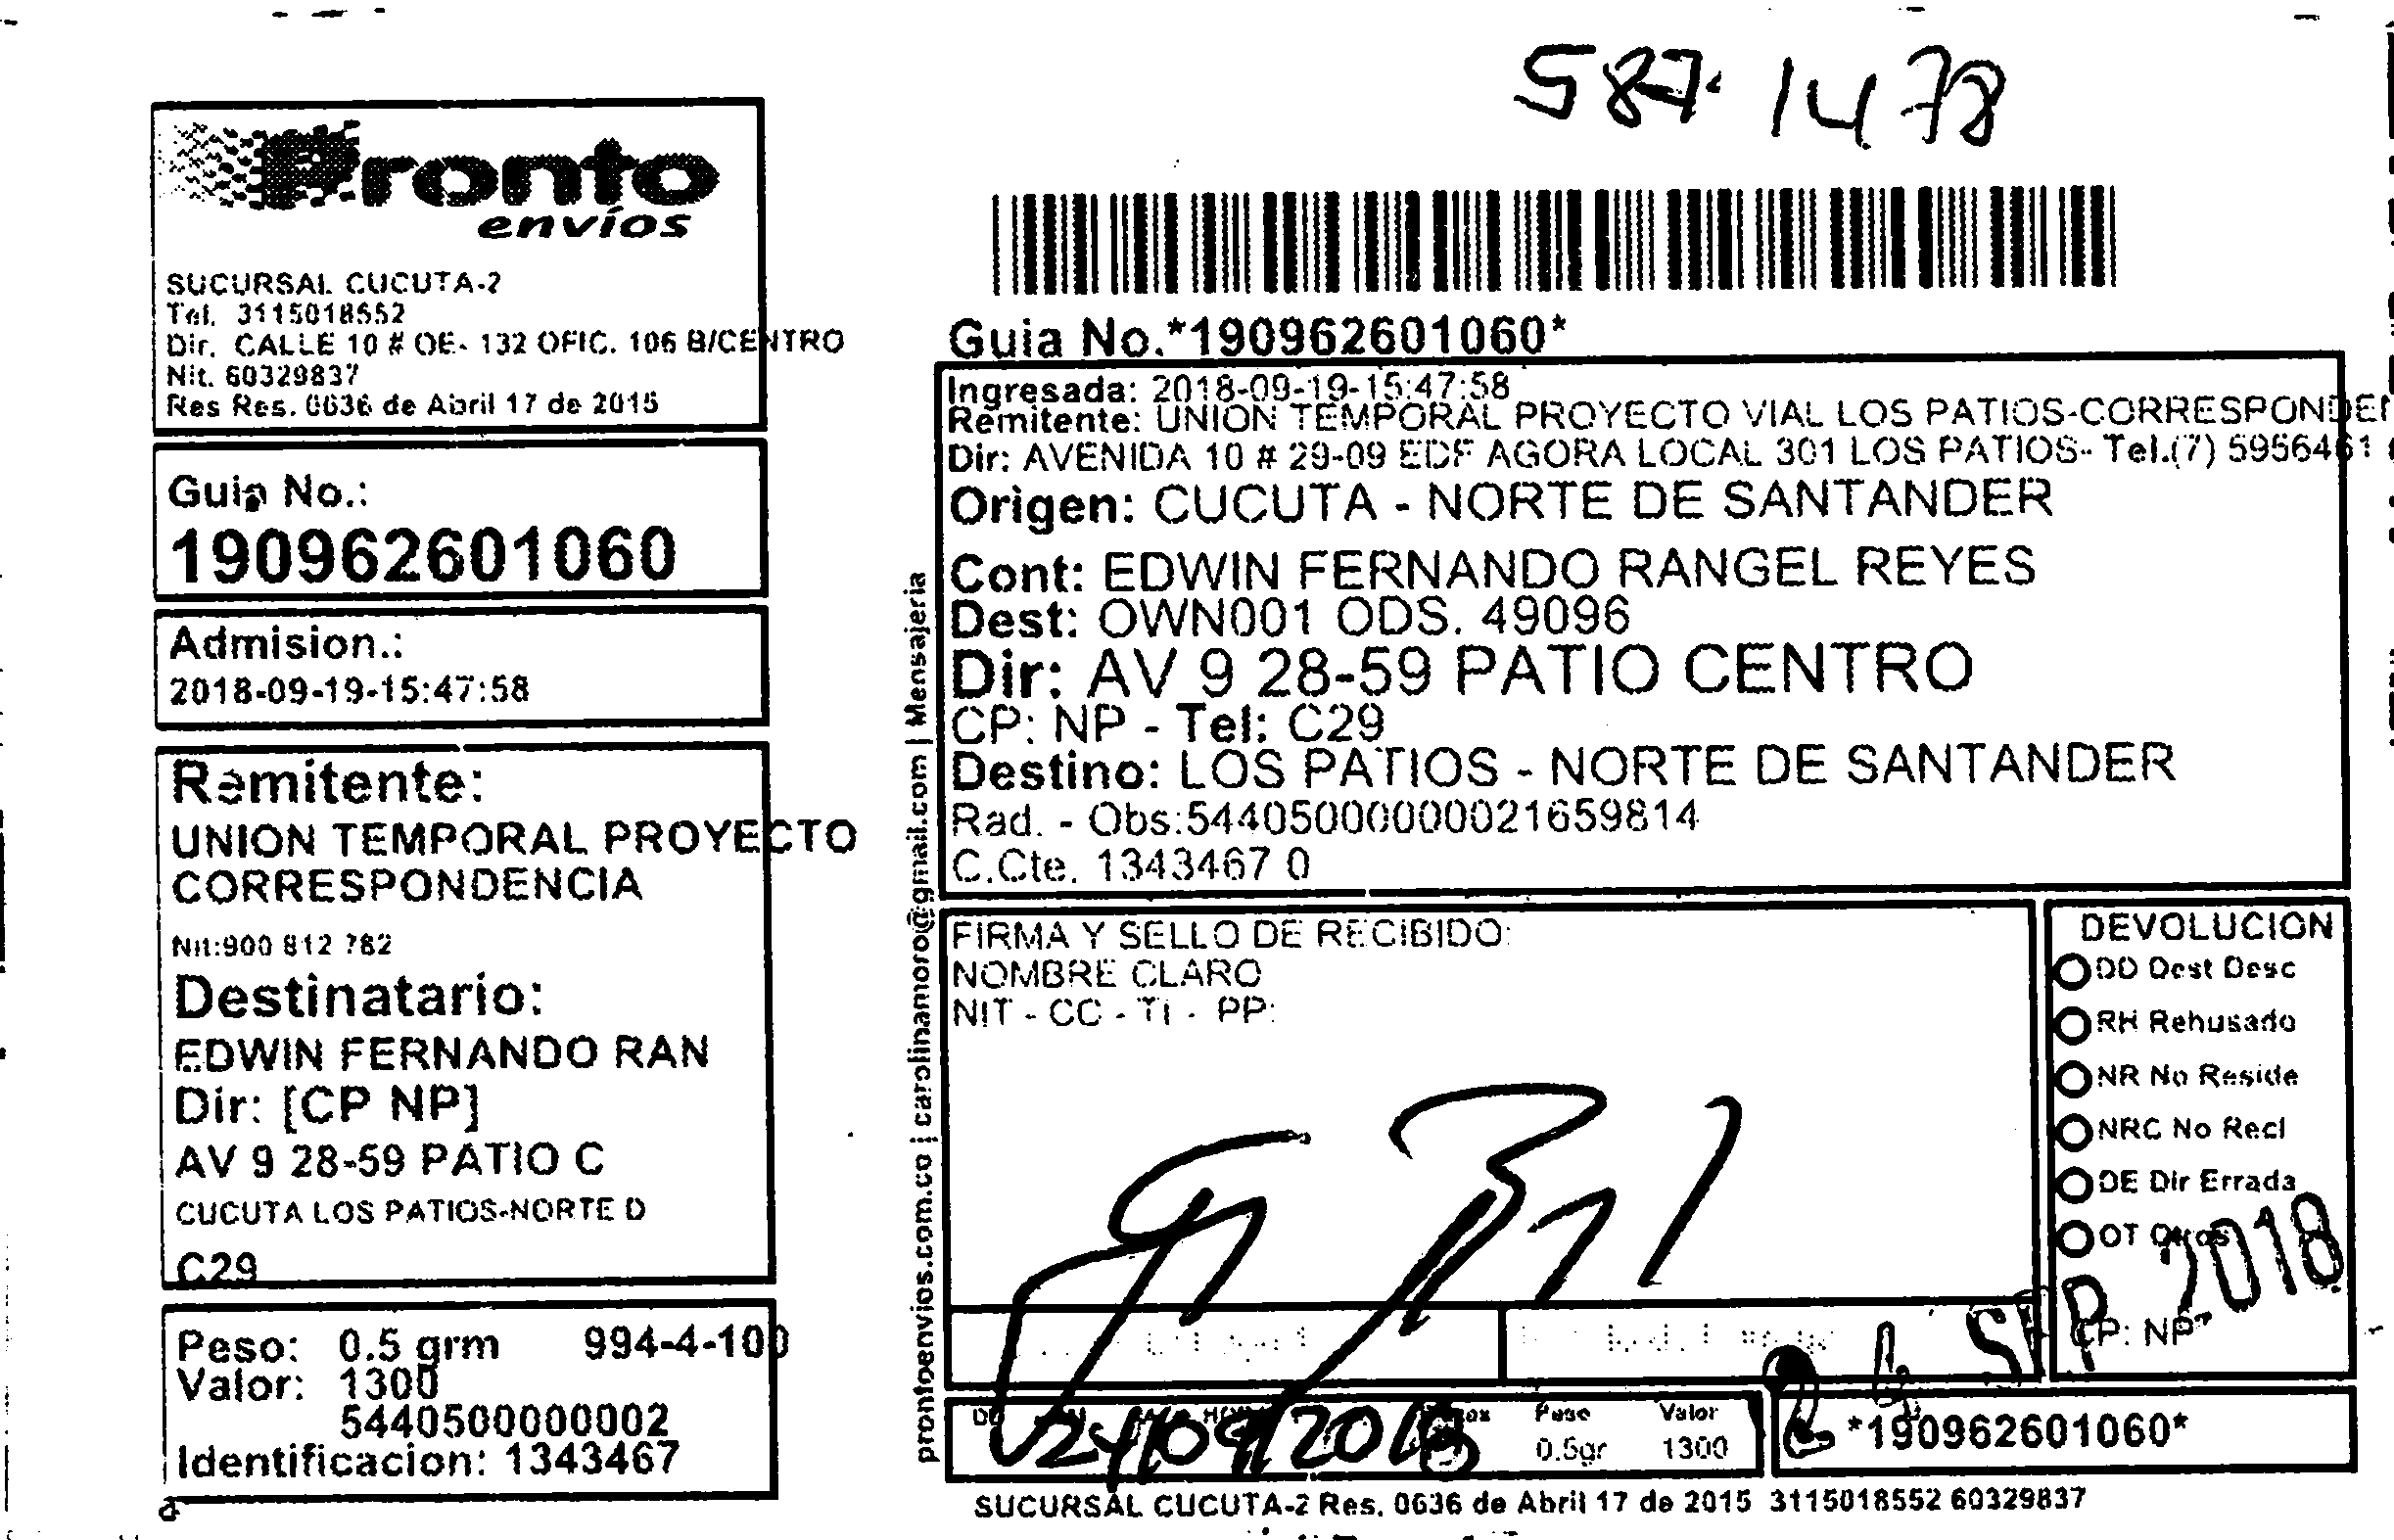 587 1478
Pronto
envíos
SUCURSAL CUCUTA-2
Tel. 3115018552
Dir. CALLE 10 # OE- 132 OFIC. 106 B/CENTRO
Nit. 60329837
Res Res. 0636 de Abril 17 de 2015
Guia No.:
190962601060
Admision.:
2018-09-19-15:47:58
Remitente:
UNION TEMPORAL PROYECTO
CORRESPONDENCIA
Nit:900 812 782
Destinatario:
EDWIN FERNANDO RAN
Dir: [CP NP]
AV 9 28-59 PATIO C
CUCUTA LOS PATIOS-NORTE D
C29
Peso: 0.5 grm 994-4-100
Valor: 1300
5440500000002
Identificacion: 1343467
prontoenvios.com.co | carolinanamoro@gmail.com | Mensajeria
Guia No.*190962601060*
Ingresada: 2018-09-19-15:47:58
Remitente: UNION TEMPORAL PROYECTO VIAL LOS PATIOS-CORRESPONDEN
Dir: AVENIDA 10 # 29-09 EDF AGORA LOCAL 301 LOS PATIOS- Tel.(7) 5956461
Origen: CUCUTA - NORTE DE SANTANDER
Cont: EDWIN FERNANDO RANGEL REYES
Dest: OWN001 ODS. 49096
Dir: AV 9 28-59 PATIO CENTRO
CP: NP - Tel: C29
Destino: LOS PATIOS - NORTE DE SANTANDER
Rad. - Obs:544050000000021659814
C.Cte. 1343467 0
FIRMA Y SELLO DE RECIBIDO:
NOMBRE CLARO
NIT - CC - TI - PP:
DEVOLUCION
DD Dest Desc
RH Rehusado
NR No Reside
NRC No Recl
DE Dir Errada
OT Otros
CP: NP
SEP 2018
24/09/2018
Peso Valor
0.5gr 1300
*190962601060*
SUCURSAL CUCUTA-2 Res. 0636 de Abril 17 de 2015 3115018552 60329837